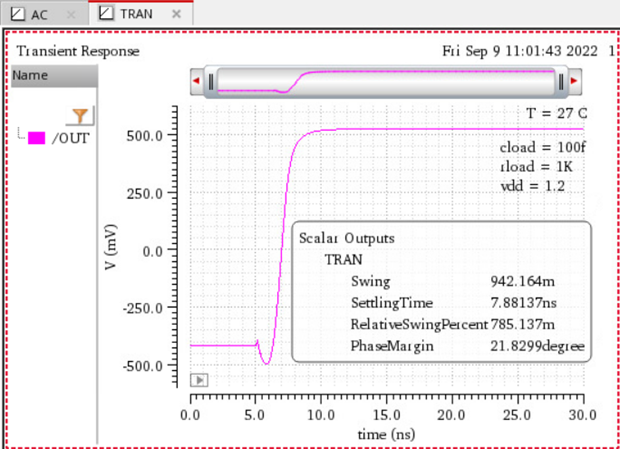 AC
TRAN
Transient Response
Fri Sep 9 11:01:43 2022 1
Name
/OUT
V (mV)
500.0
250.0
0.0
-250.0
-500.0
T = 27 C
cload = 100f
rload = 1K
vdd = 1.2
Scalar Outputs
TRAN
Swing 942.164m
SettlingTime 7.88137ns
RelativeSwingPercent 785.137m
PhaseMargin 21.8299degree
0.0 5.0 10.0 15.0 20.0 25.0 30.0
time (ns)